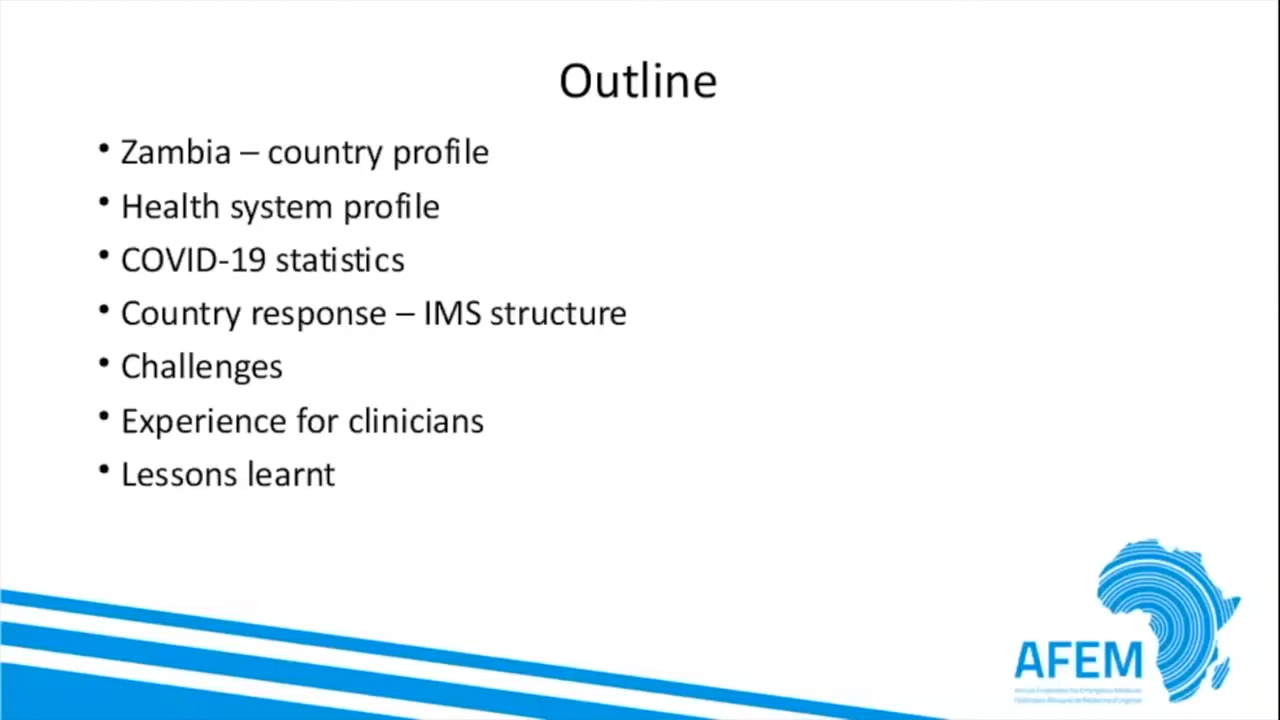 Outline
• Zambia – country profile
• Health system profile
• COVID-19 statistics
• Country response – IMS structure
• Challenges
• Experience for clinicians
• Lessons learnt
AFEM